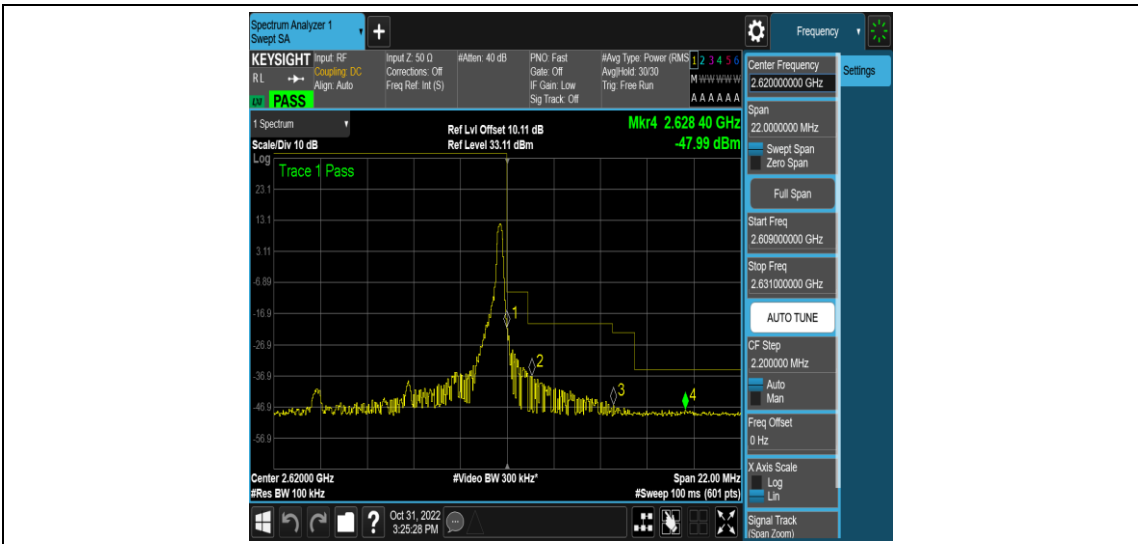 Spectrum Analyzer 1
Swept SA
+
Frequency
KEYSIGHT
RL
LXI PASS
Input: RF
Coupling: DC
Align: Auto
Input Z: 50 Ω
Corrections: Off
Freq Ref: Int (S)
#Atten: 40 dB
PNO: Fast
Gate: Off
IF Gain: Low
Sig Track: Off
#Avg Type: Power (RMS
Avg|Hold: 30/30
Trig: Free Run
1 2 3 4 5 6
M W W W W W
A A A A A A
1 Spectrum
Scale/Div 10 dB
Ref Lvl Offset 10.11 dB
Ref Level 33.11 dBm
Mkr4 2.628 40 GHz
-47.99 dBm
Log
Trace 1 Pass
23.1
13.1
3.11
-6.89
-16.9
-26.9
-36.9
-46.9
-56.9
1
2
3
4
Center 2.62000 GHz
#Res BW 100 kHz
#Video BW 300 kHz*
Span 22.00 MHz
#Sweep 100 ms (601 pts)
?
Oct 31, 2022
3:25:28 PM
Center Frequency
2.620000000 GHz
Settings
Span
22.0000000 MHz
Swept Span
Zero Span
Full Span
Start Freq
2.609000000 GHz
Stop Freq
2.631000000 GHz
AUTO TUNE
CF Step
2.200000 MHz
Auto
Man
Freq Offset
0 Hz
X Axis Scale
Log
Lin
Signal Track
(Span Zoom)